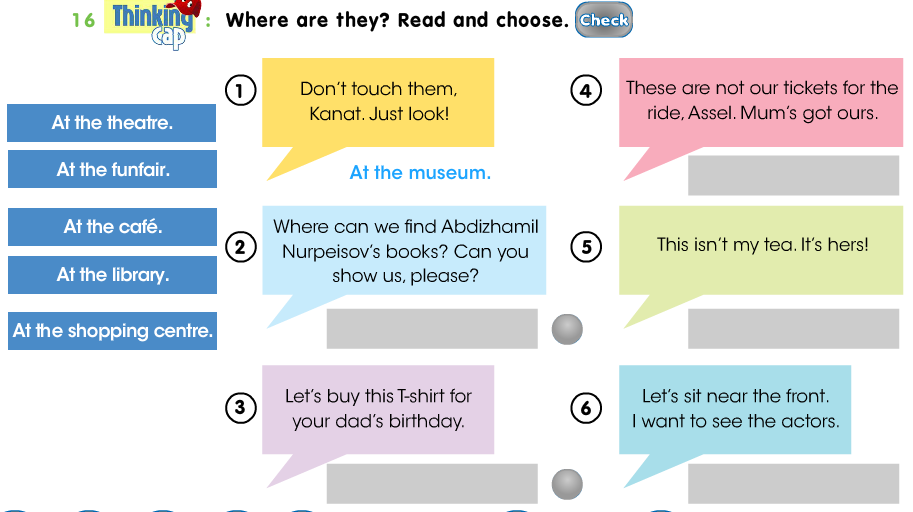 16 Thinking Cap : Where are they? Read and choose. Check
At the theatre.
At the funfair.
At the café.
At the library.
At the shopping centre.
1
Don't touch them,
Kanat. Just look!
At the museum.
2
Where can we find Abdizhamil
Nurpeisov's books? Can you
show us, please?
3
Let's buy this T-shirt for
your dad's birthday.
4
These are not our tickets for the
ride, Assel. Mum's got ours.
5
This isn't my tea. It's hers!
6
Let's sit near the front.
I want to see the actors.